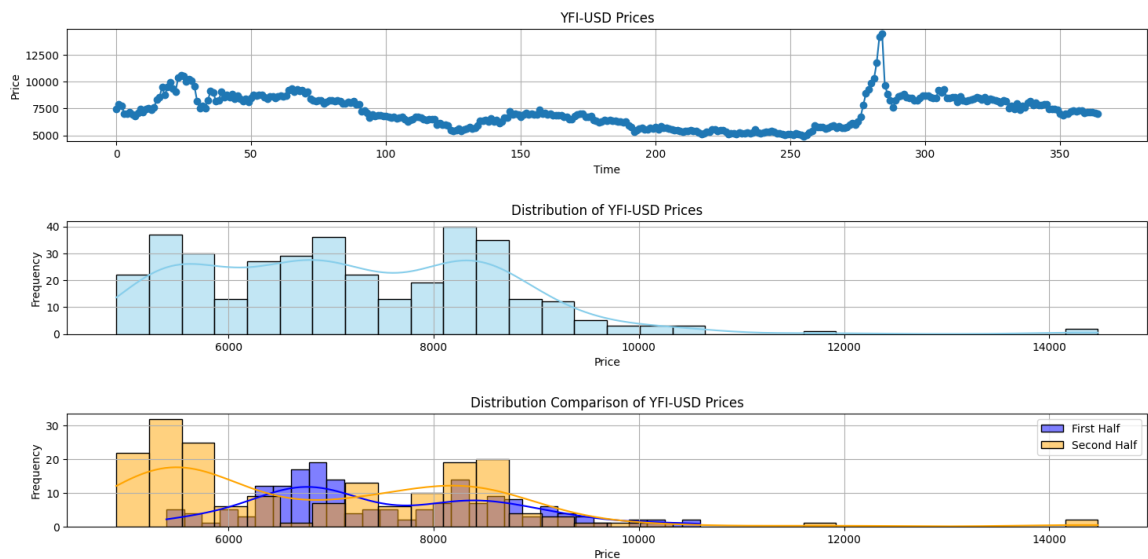 YFI-USD Prices
Price
12500
10000
7500
5000
0 50 100 150 200 250 300 350
Time
Distribution of YFI-USD Prices
Frequency
40
30
20
10
0
6000 8000 10000 12000 14000
Price
Distribution Comparison of YFI-USD Prices
Frequency
30
20
10
0
First Half
Second Half
6000 8000 10000 12000 14000
Price